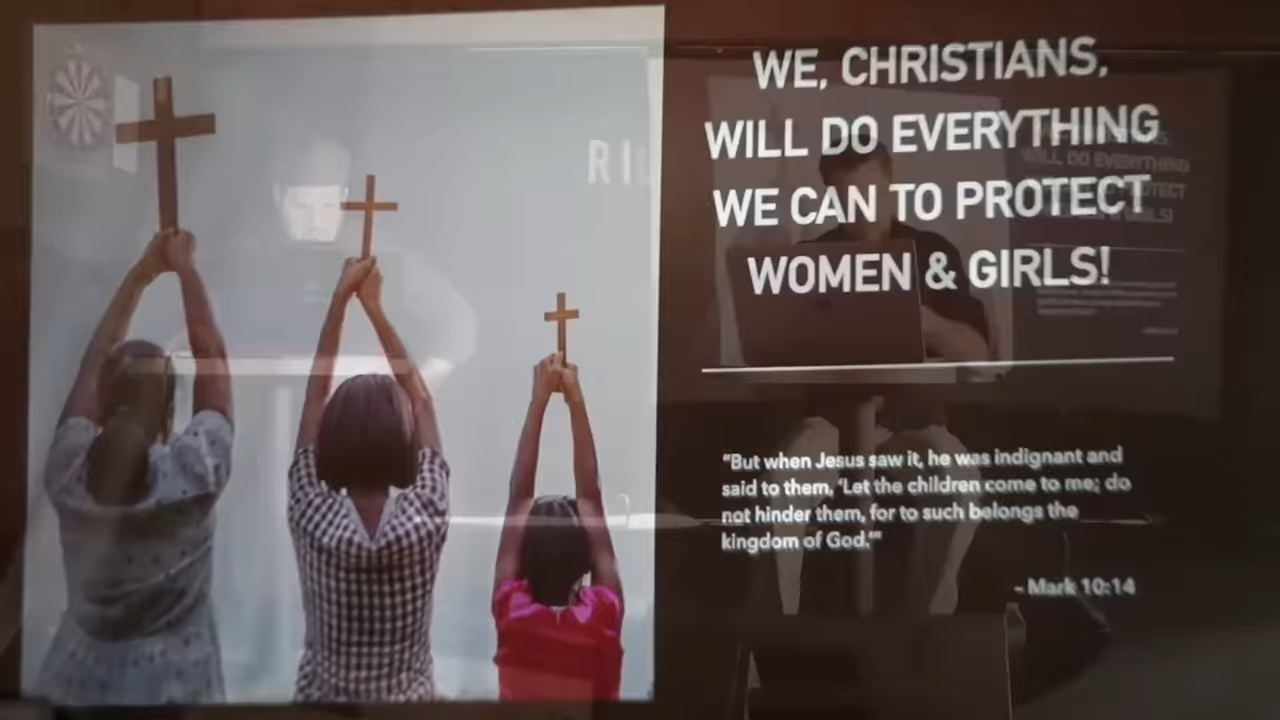 WE, CHRISTIANS,
WILL DO EVERYTHING
WE CAN TO PROTECT
WOMEN & GIRLS!
"But when Jesus saw it, he was indignant and
said to them, 'Let the children come to me; do
not hinder them, for to such belongs the
kingdom of God.'"
– Mark 10:14